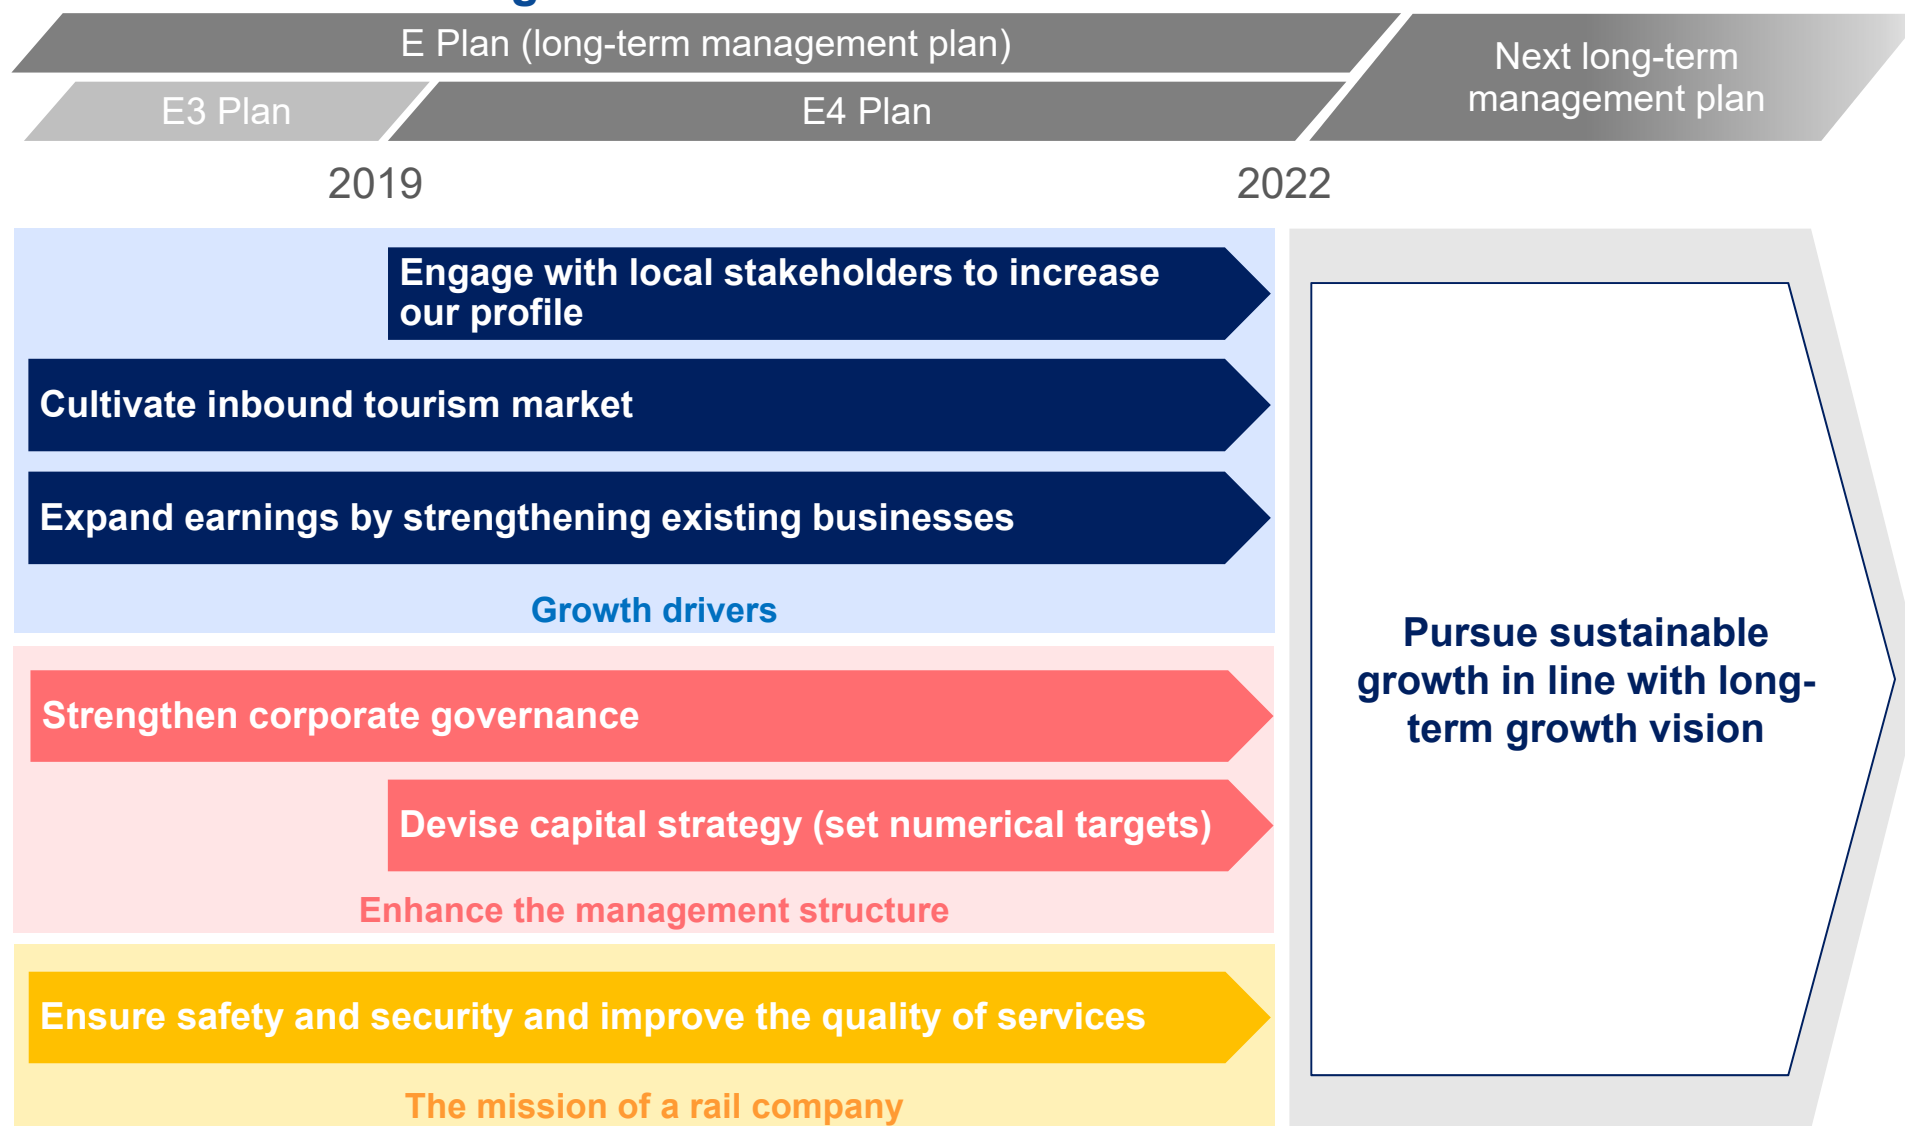 E Plan (long-term management plan)
Next long-term
management plan
E3 Plan
E4 Plan
2019
2022
Engage with local stakeholders to increase
our profile
Cultivate inbound tourism market
Expand earnings by strengthening existing businesses
Growth drivers
Strengthen corporate governance
Devise capital strategy (set numerical targets)
Enhance the management structure
Ensure safety and security and improve the quality of services
The mission of a rail company
Pursue sustainable
growth in line with long-
term growth vision